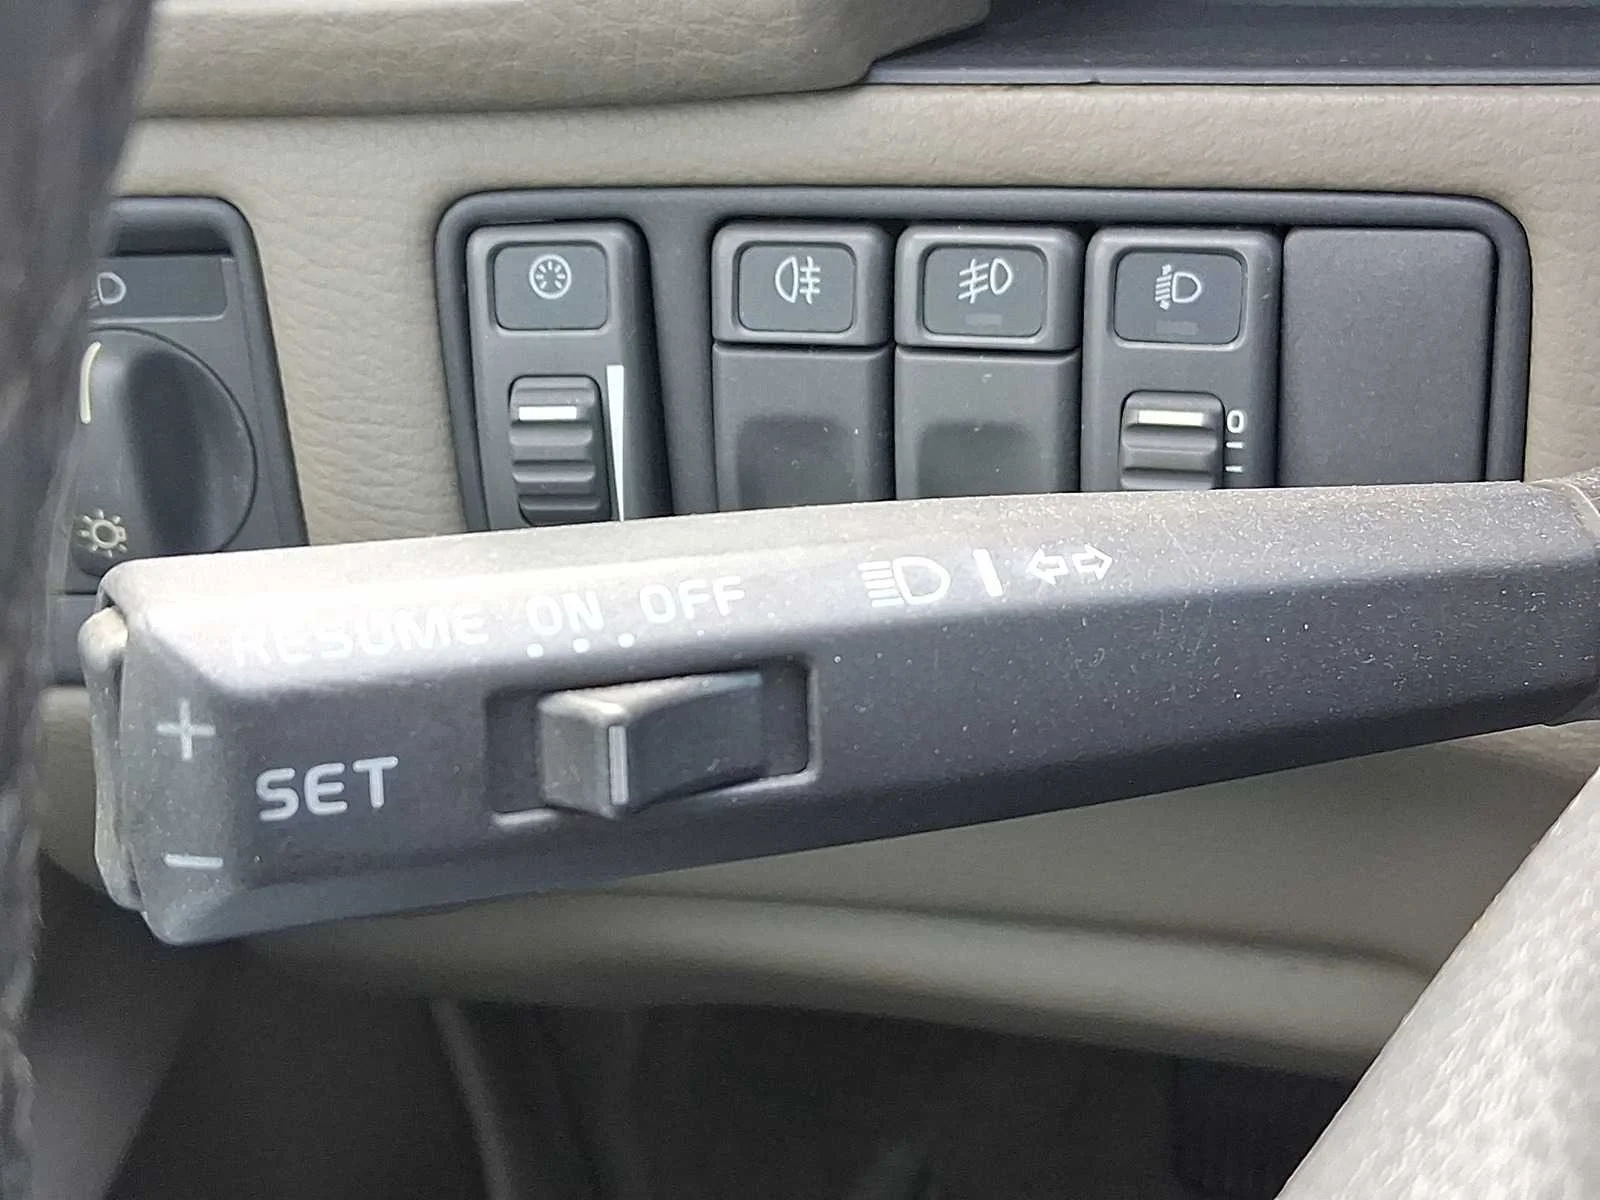 0
RESUME ON OFF
+
SET
−